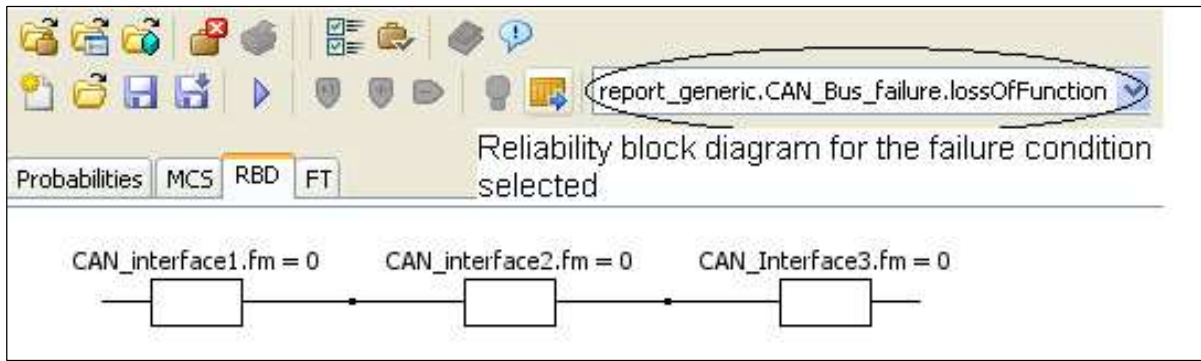 report_generic.CAN_Bus_failure.lossOfFunction
Reliability block diagram for the failure condition
selected
Probabilities MCS RBD FT
CAN_interface1.fm = 0 CAN_interface2.fm = 0 CAN_Interface3.fm = 0